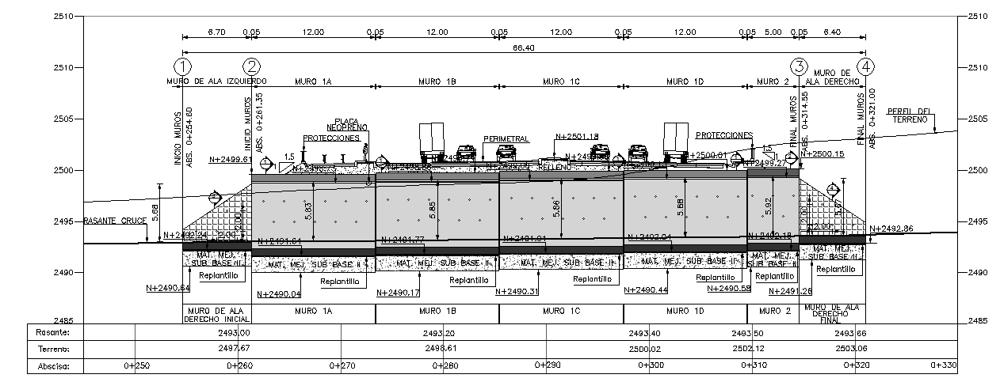 2510
2510
6.70
0.05
12.00
0.05
12.00
0.05
12.00
0.05
12.00
0.05
5.00
0.05
6.40
66.40
2510
2510
1
2
3
4
MURO DE ALA IZQUIERDO
MURO 1A
MURO 1B
MURO 1C
MURO 1D
MURO 2
MURO DE
ALA DERECHO
INICIO MUROS
ABS. 0+254.60
INICIO MUROS
ABS. 0+261.35
FINAL MUROS
ABS. 0+314.55
FINAL MUROS
ABS. 0+321.00
PERFIL DEL
TERRENO
2505
2505
PLACA
NEOPRENO
PROTECCIONES
PERIMETRAL
N+2501.18
PROTECCIONES
1.5
1.5
N+2499.61
N+2499.27
N+2500.15
2500
2500
RELLENO
5.68
5.83
5.85
5.86
5.88
5.92
2.00
2.00
2495
2495
RASANTE CRUCE
N+2492.24
2.00
N+2491.64
N+2491.77
N+2491.91
N+2492.04
N+2492.18
2.00
N+2492.86
MAT. MEJ.
SUB BASE II
MAT. MEJ. SUB BASE II
MAT. MEJ. SUB BASE II
MAT. MEJ. SUB BASE II
MAT. MEJ. SUB BASE II
MAT. MEJ.
SUB BASE II
MAT. MEJ.
SUB BASE II
2490
2490
Replantillo
Replantillo
Replantillo
Replantillo
Replantillo
Replantillo
Replantillo
N+2490.64
N+2490.04
N+2490.17
N+2490.31
N+2490.44
N+2490.58
N+2491.26
MURO DE ALA
DERECHO INICIAL
MURO 1A
MURO 1B
MURO 1C
MURO 1D
MURO 2
MURO DE ALA
DERECHO
FINAL
2485
2485
Rasante: 2493.00 2493.20 2493.40 2493.50 2493.66
Terreno: 2497.67 2498.61 2500.02 2502.12 2503.06
Abscisa: 0+250 0+260 0+270 0+280 0+290 0+300 0+310 0+320 0+330